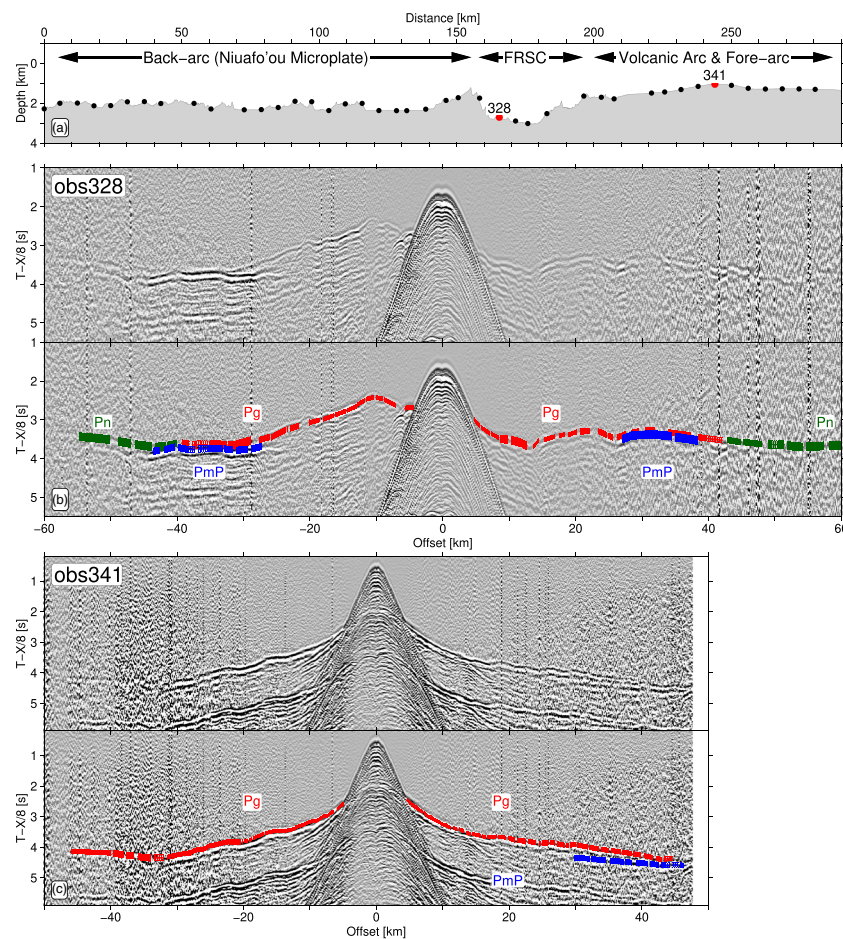 Distance [km]
0 50 100 150 200 250
Back−arc (Niuafo'ou Microplate) FRSC Volcanic Arc & Fore−arc
Depth [km]
0
2
4
328
341
(a)
obs328
T−X/8 [s]
1
2
3
4
5
1
T−X/8 [s]
2
3
4
5
Pn
Pg
PmP
Pg
PmP
Pn
(b)
−60 −40 −20 0 20 40 60
Offset [km]
obs341
T−X/8 [s]
1
2
3
4
5
T−X/8 [s]
1
2
3
4
5
Pg
Pg
PmP
(c)
−40 −20 0 20 40
Offset [km]